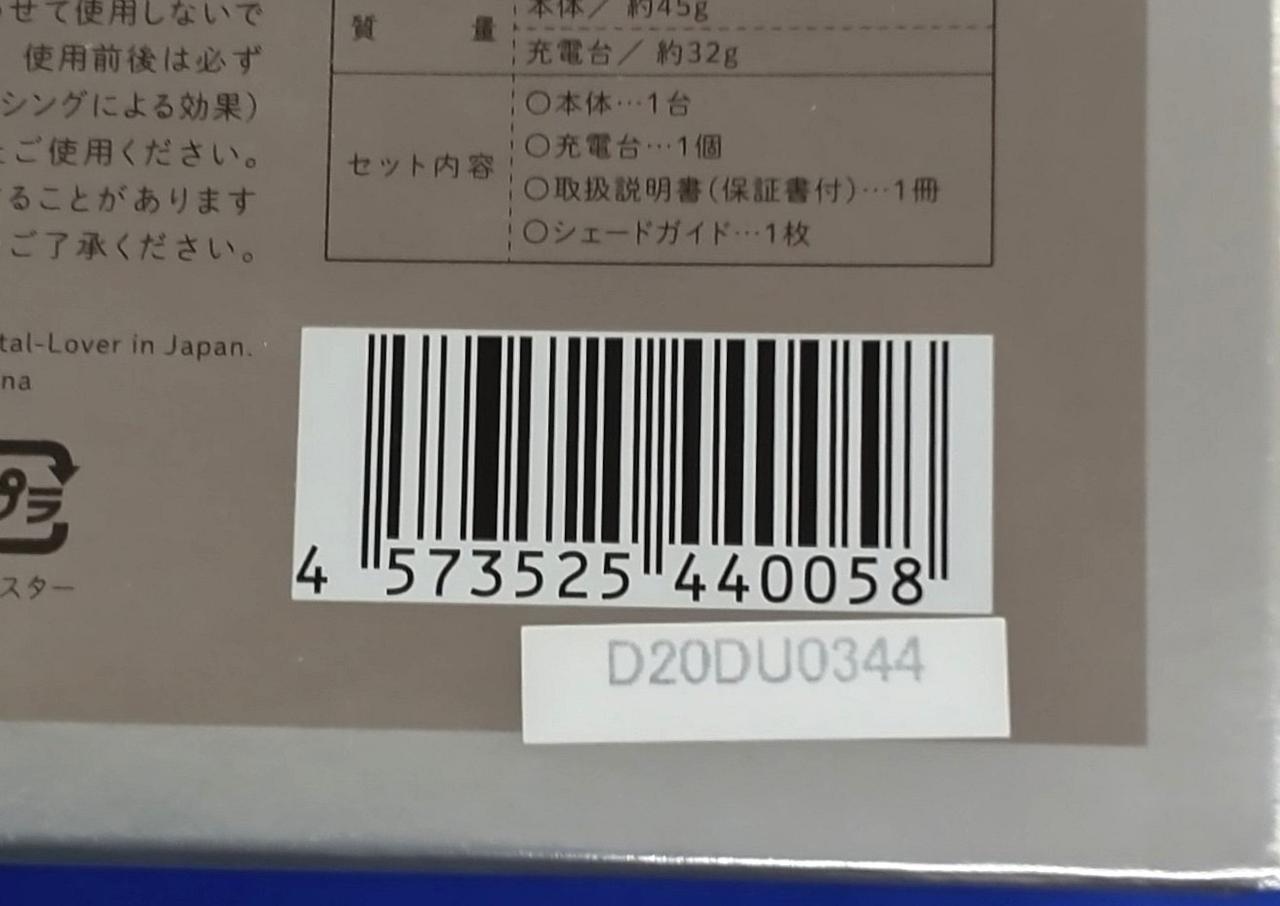 せて使用しないで
使用前後は必ず
シングによる効果）
ご使用ください。
ることがあります
ご了承ください。
質量
本体／約45g
充電台／約32g
セット内容
○本体…1台
○充電台…1個
○取扱説明書（保証書付）…1冊
○シェードガイド…1枚
tal-Lover in Japan.
na
プラ
スター
4 573525 440058
D20DU0344